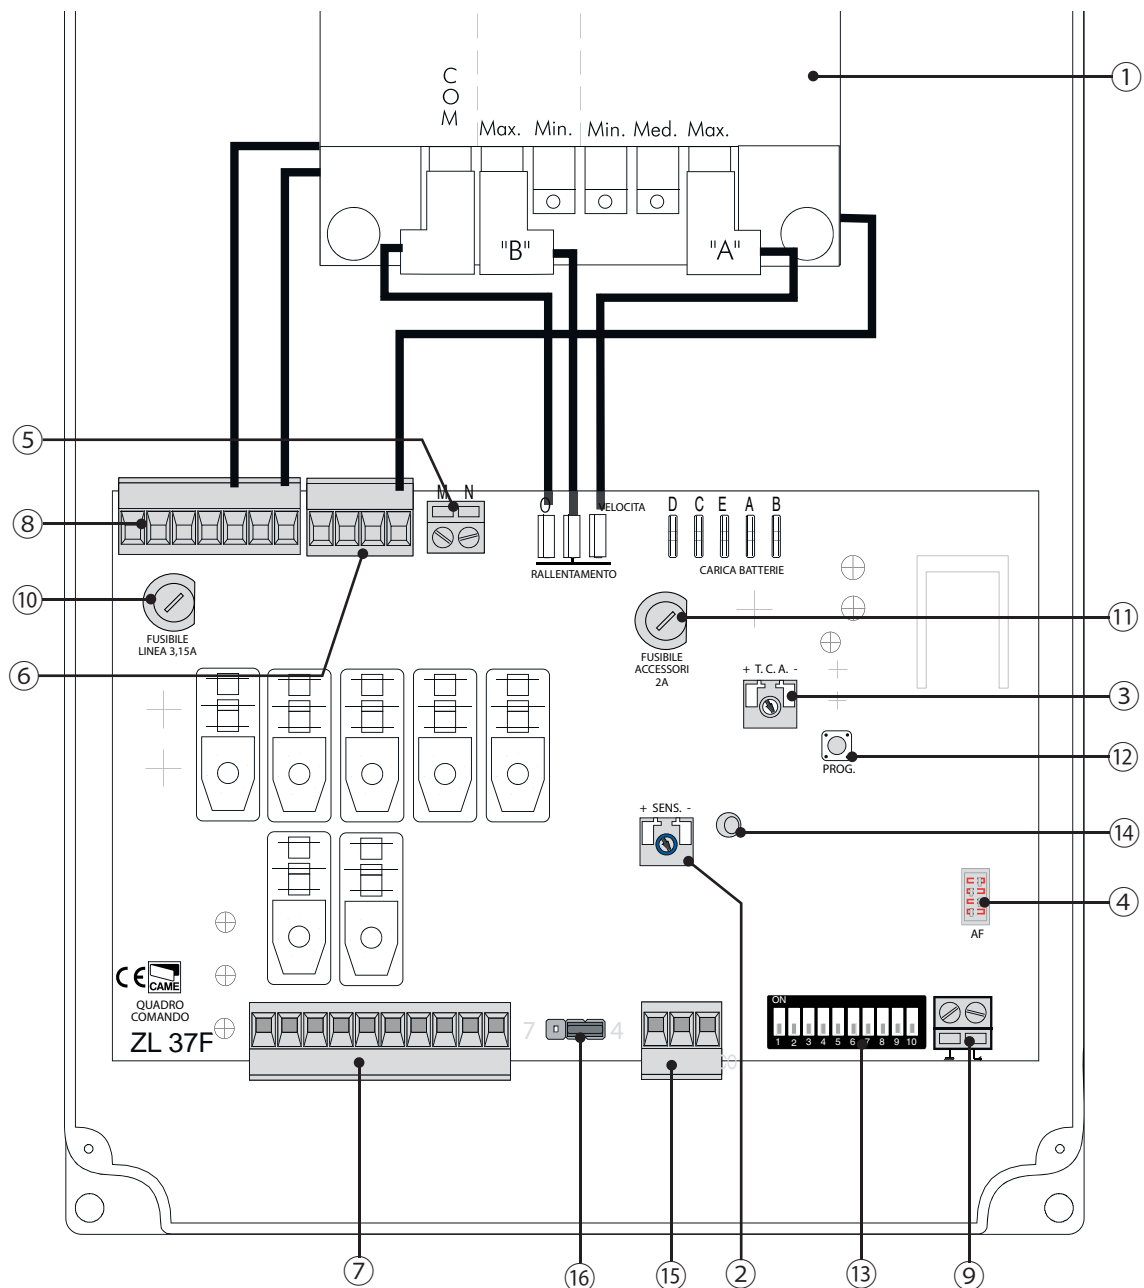 COM
Max. Min. Min. Med. Max.
①
"B" "A"
⑤
⑧
M N
O VELOCITA
D C E A B
RALLENTAMENTO
CARICA BATTERIE
⑩
FUSIBILE
LINEA 3,15A
⑪
FUSIBILE
ACCESSORI
2A
⑥
+ T. C. A. -
③
PROG.
⑫
+ SENS. -
⑭
④
AF
CE CAME
QUADRO
COMANDO
ZL 37F
7 4
ON
1 2 3 4 5 6 7 8 9 10
⑦
⑯
⑮
②
⑬
⑨